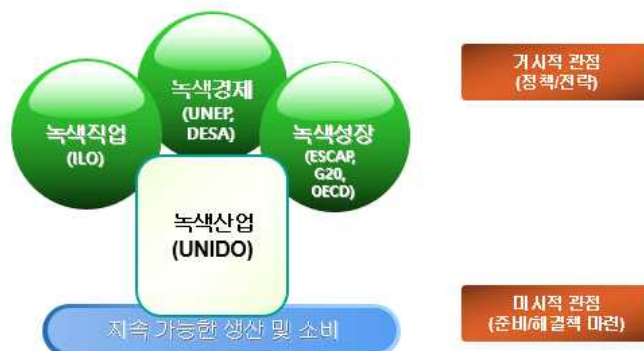 녹색경제
(UNEP,
DESA)
녹색직업
(ILO)
녹색성장
(ESCAP,
G20,
OECD)
녹색산업
(UNIDO)
지속 가능한 생산 및 소비
거시적 관점
(정책/전략)
미시적 관점
(준비/해결책 마련)